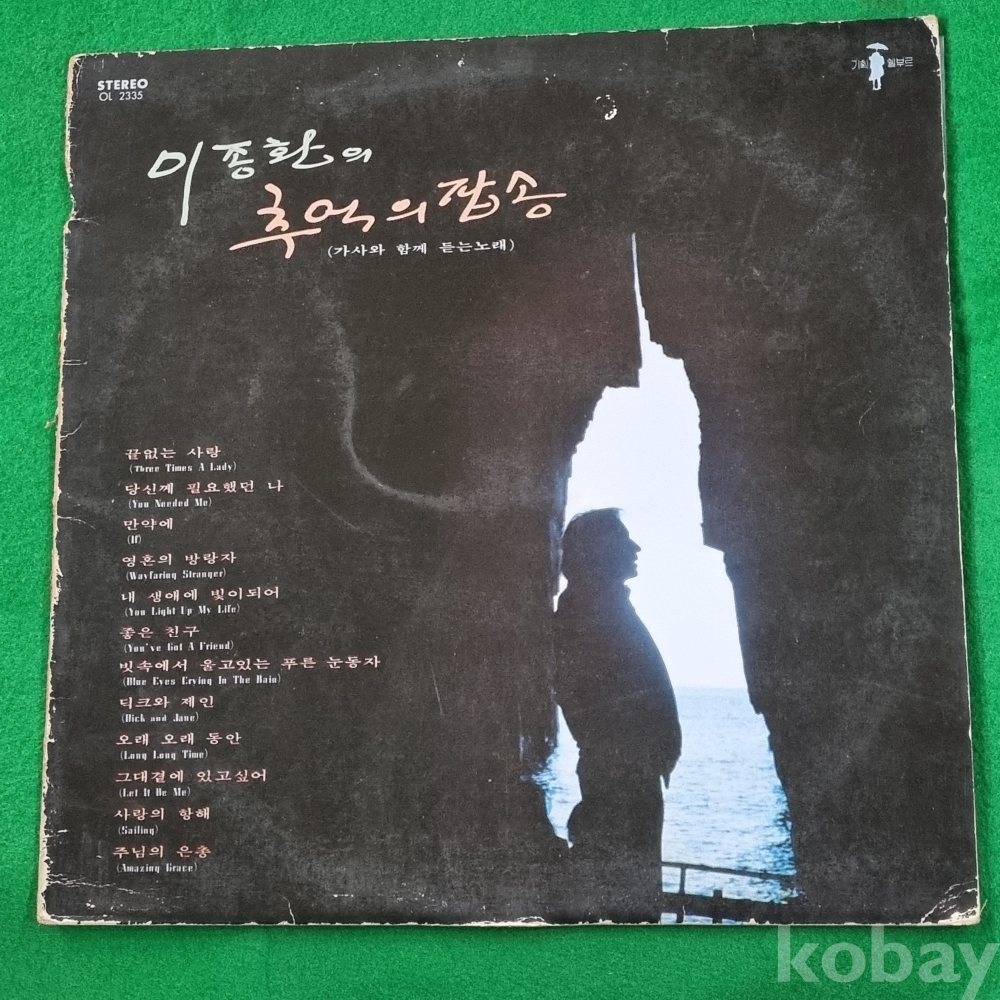 STEREO
OL 2335
기획 쉘부르
이종환의
추억의 팝송
(가사와 함께 듣는노래)
끝없는 사랑
(Three Times A Lady)
당신께 필요했던 나
(You Needed Me)
만약에
(If)
영혼의 방랑자
(Wayfaring Stranger)
내 생애에 빛이되어
(You Light Up My Life)
좋은 친구
(You've Got A Friend)
빗속에서 울고있는 푸른 눈동자
(Blue Eyes Crying In The Rain)
딕크와 제인
(Dick and Jane)
오래 오래 동안
(Long Long Time)
그대곁에 있고싶어
(Let It Be Me)
사랑의 항해
(Sailing)
주님의 은총
(Amazing Grace)
kobay